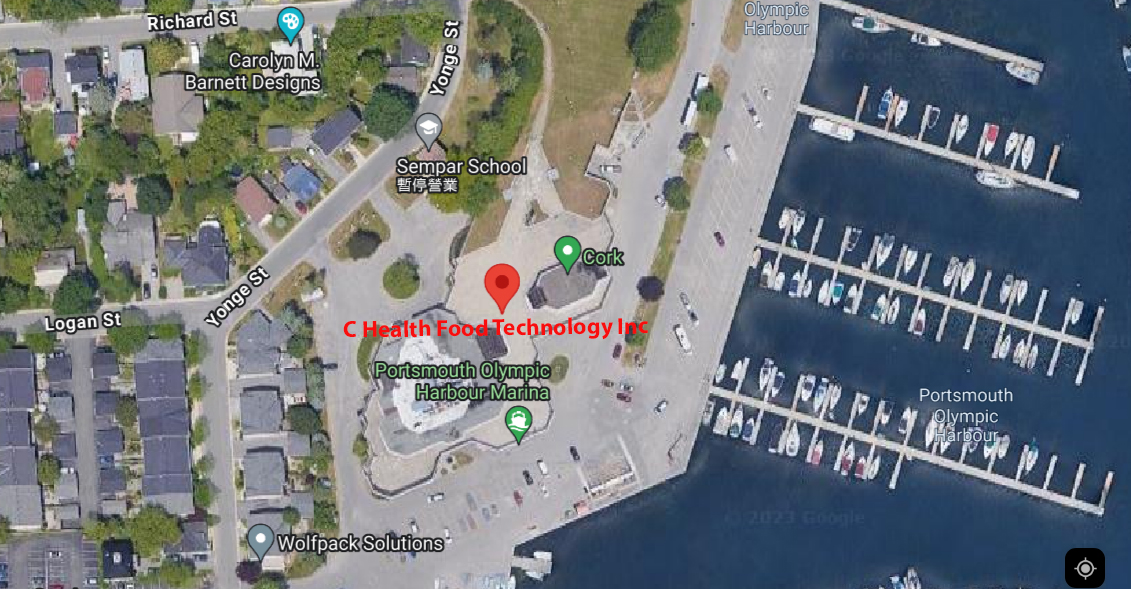 Richard St
Olympic
Harbour
Yonge St
Carolyn M.
Barnett Designs
Sempar School
暫停營業
Cork
Yonge St
Logan St
C Health Food Technology Inc
Portsmouth Olympic
Harbour Marina
Portsmouth
Olympic
Harbour
© 2023 Google
Wolfpack Solutions